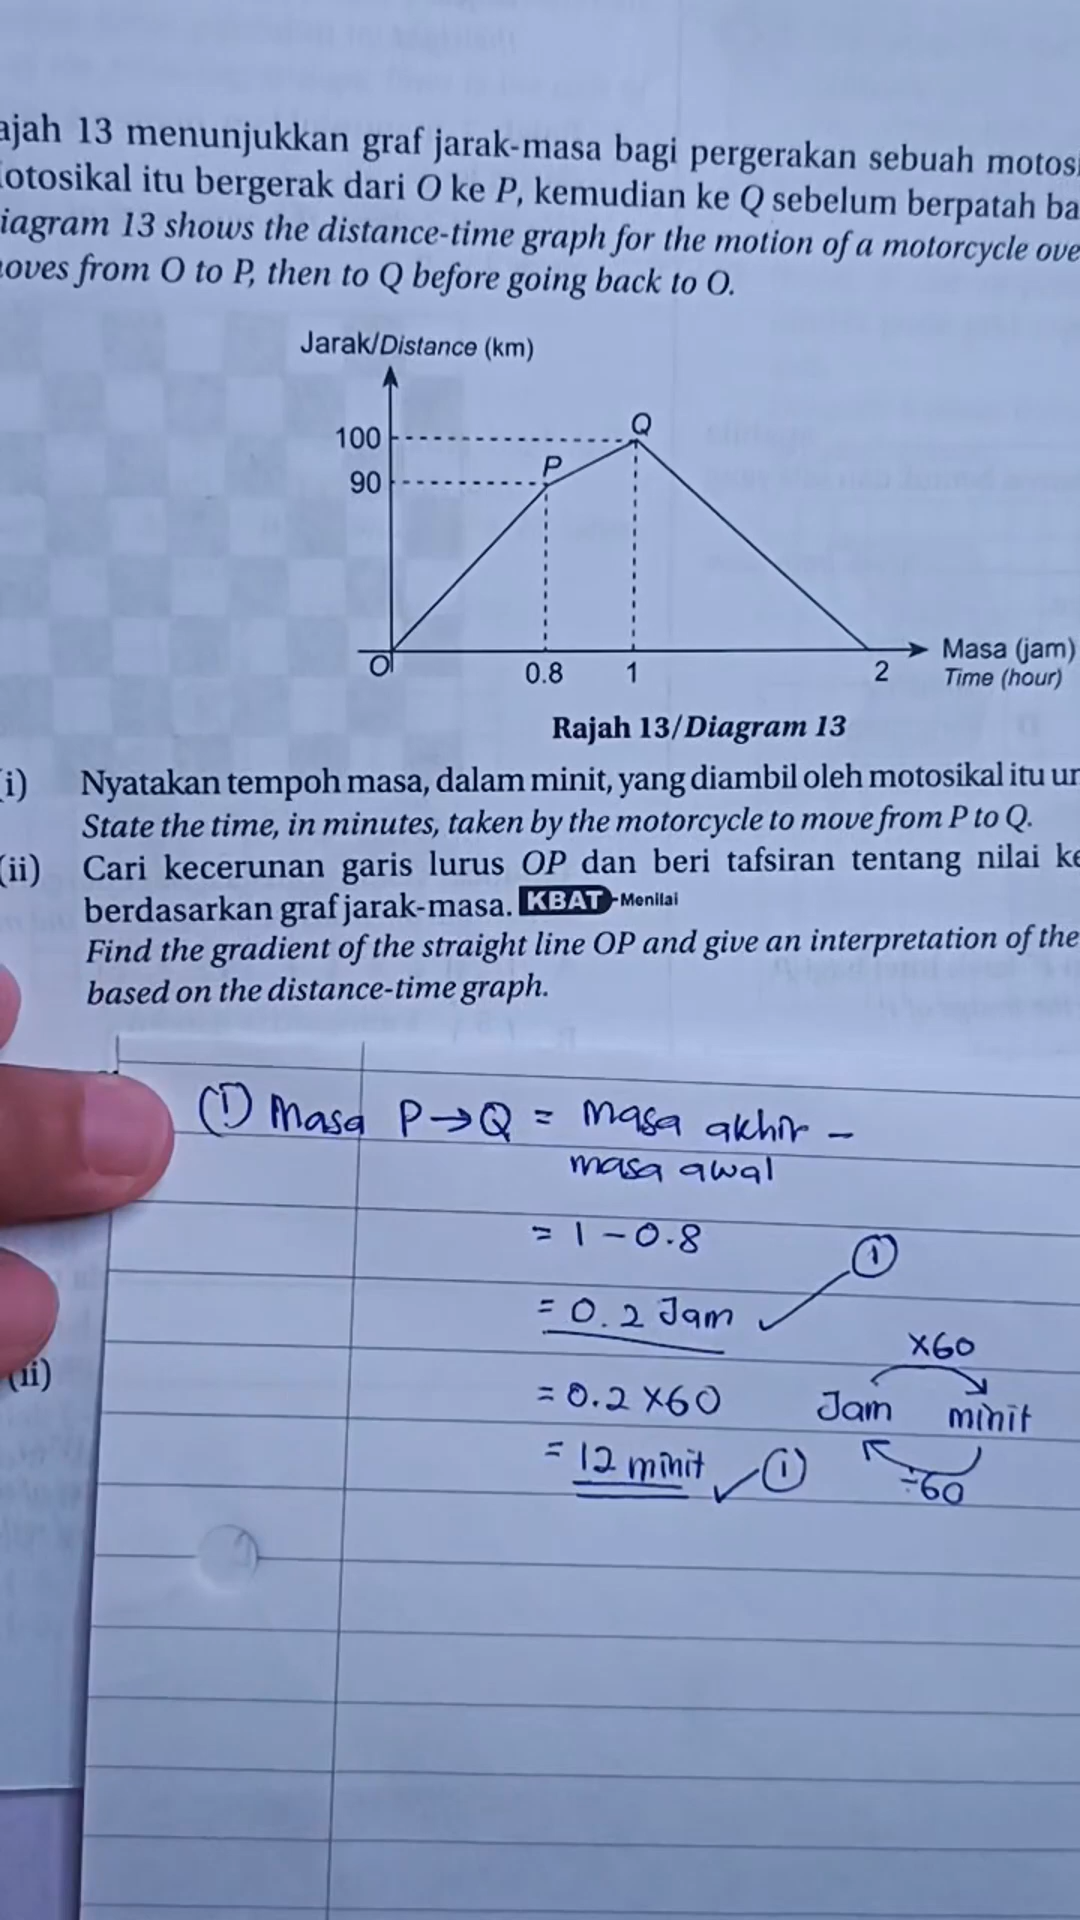 ajah 13 menunjukkan graf jarak-masa bagi pergerakan sebuah motosi
otosikal itu bergerak dari O ke P, kemudian ke Q sebelum berpatah ba
iagram 13 shows the distance-time graph for the motion of a motorcycle ove
oves from O to P, then to Q before going back to O.
Jarak/Distance (km)
100
Q
P
90
O
0.8
1
2
Masa (jam)
Time (hour)
Rajah 13/Diagram 13
(i) Nyatakan tempoh masa, dalam minit, yang diambil oleh motosikal itu un
State the time, in minutes, taken by the motorcycle to move from P to Q.
(ii) Cari kecerunan garis lurus OP dan beri tafsiran tentang nilai ke
berdasarkan graf jarak-masa. KBAT Menilai
Find the gradient of the straight line OP and give an interpretation of the
based on the distance-time graph.
(1) Masa P→Q = Masa akhir -
masa awal
= 1 - 0.8
①
= 0.2 Jam ✓
×60
= 0.2 ×60 Jam minit
= 12 minit ✓ ①
÷60
(ii)